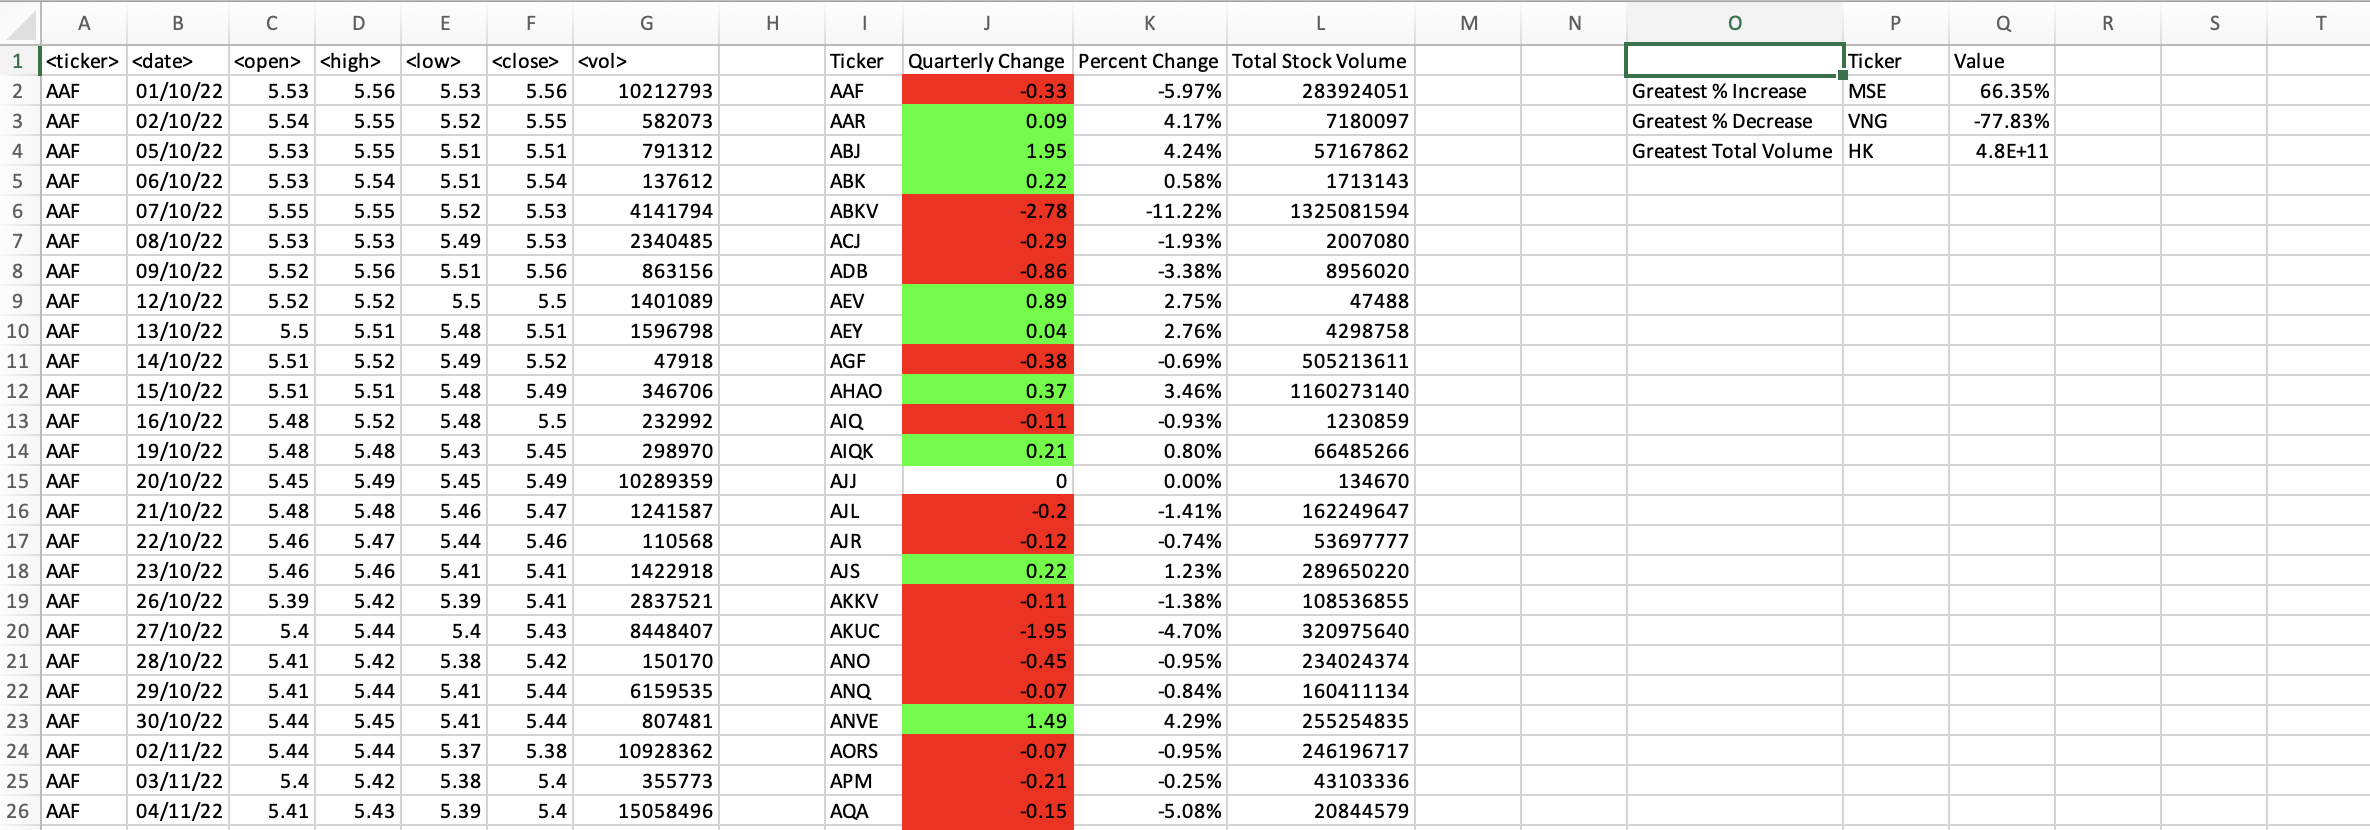 A B C D E F G H I J K L M N O P Q R S T
1 <ticker> <date> <open> <high> <low> <close> <vol> Ticker Quarterly Change Percent Change Total Stock Volume Ticker Value
2 AAF 01/10/22 5.53 5.56 5.53 5.56 10212793 AAF -0.33 -5.97% 283924051 Greatest % Increase MSE 66.35%
3 AAF 02/10/22 5.54 5.55 5.52 5.55 582073 AAR 0.09 4.17% 7180097 Greatest % Decrease VNG -77.83%
4 AAF 05/10/22 5.53 5.55 5.51 5.51 791312 ABJ 1.95 4.24% 57167862 Greatest Total Volume HK 4.8E+11
5 AAF 06/10/22 5.53 5.54 5.51 5.54 137612 ABK 0.22 0.58% 1713143
6 AAF 07/10/22 5.55 5.55 5.52 5.53 4141794 ABKV -2.78 -11.22% 1325081594
7 AAF 08/10/22 5.53 5.53 5.49 5.53 2340485 ACJ -0.29 -1.93% 2007080
8 AAF 09/10/22 5.52 5.56 5.51 5.56 863156 ADB -0.86 -3.38% 8956020
9 AAF 12/10/22 5.52 5.52 5.5 5.5 1401089 AEV 0.89 2.75% 47488
10 AAF 13/10/22 5.5 5.51 5.48 5.51 1596798 AEY 0.04 2.76% 4298758
11 AAF 14/10/22 5.51 5.52 5.49 5.52 47918 AGF -0.38 -0.69% 505213611
12 AAF 15/10/22 5.51 5.51 5.48 5.49 346706 AHAO 0.37 3.46% 1160273140
13 AAF 16/10/22 5.48 5.52 5.48 5.5 232992 AIQ -0.11 -0.93% 1230859
14 AAF 19/10/22 5.48 5.48 5.43 5.45 298970 AIQK 0.21 0.80% 66485266
15 AAF 20/10/22 5.45 5.49 5.45 5.49 10289359 AJJ 0 0.00% 134670
16 AAF 21/10/22 5.48 5.48 5.46 5.47 1241587 AJL -0.2 -1.41% 162249647
17 AAF 22/10/22 5.46 5.47 5.44 5.46 110568 AJR -0.12 -0.74% 53697777
18 AAF 23/10/22 5.46 5.46 5.41 5.41 1422918 AJS 0.22 1.23% 289650220
19 AAF 26/10/22 5.39 5.42 5.39 5.41 2837521 AKKV -0.11 -1.38% 108536855
20 AAF 27/10/22 5.4 5.44 5.4 5.43 8448407 AKUC -1.95 -4.70% 320975640
21 AAF 28/10/22 5.41 5.42 5.38 5.42 150170 ANO -0.45 -0.95% 234024374
22 AAF 29/10/22 5.41 5.44 5.41 5.44 6159535 ANQ -0.07 -0.84% 160411134
23 AAF 30/10/22 5.44 5.45 5.41 5.44 807481 ANVE 1.49 4.29% 255254835
24 AAF 02/11/22 5.44 5.44 5.37 5.38 10928362 AORS -0.07 -0.95% 246196717
25 AAF 03/11/22 5.4 5.42 5.38 5.4 355773 APM -0.21 -0.25% 43103336
26 AAF 04/11/22 5.41 5.43 5.39 5.4 15058496 AQA -0.15 -5.08% 20844579